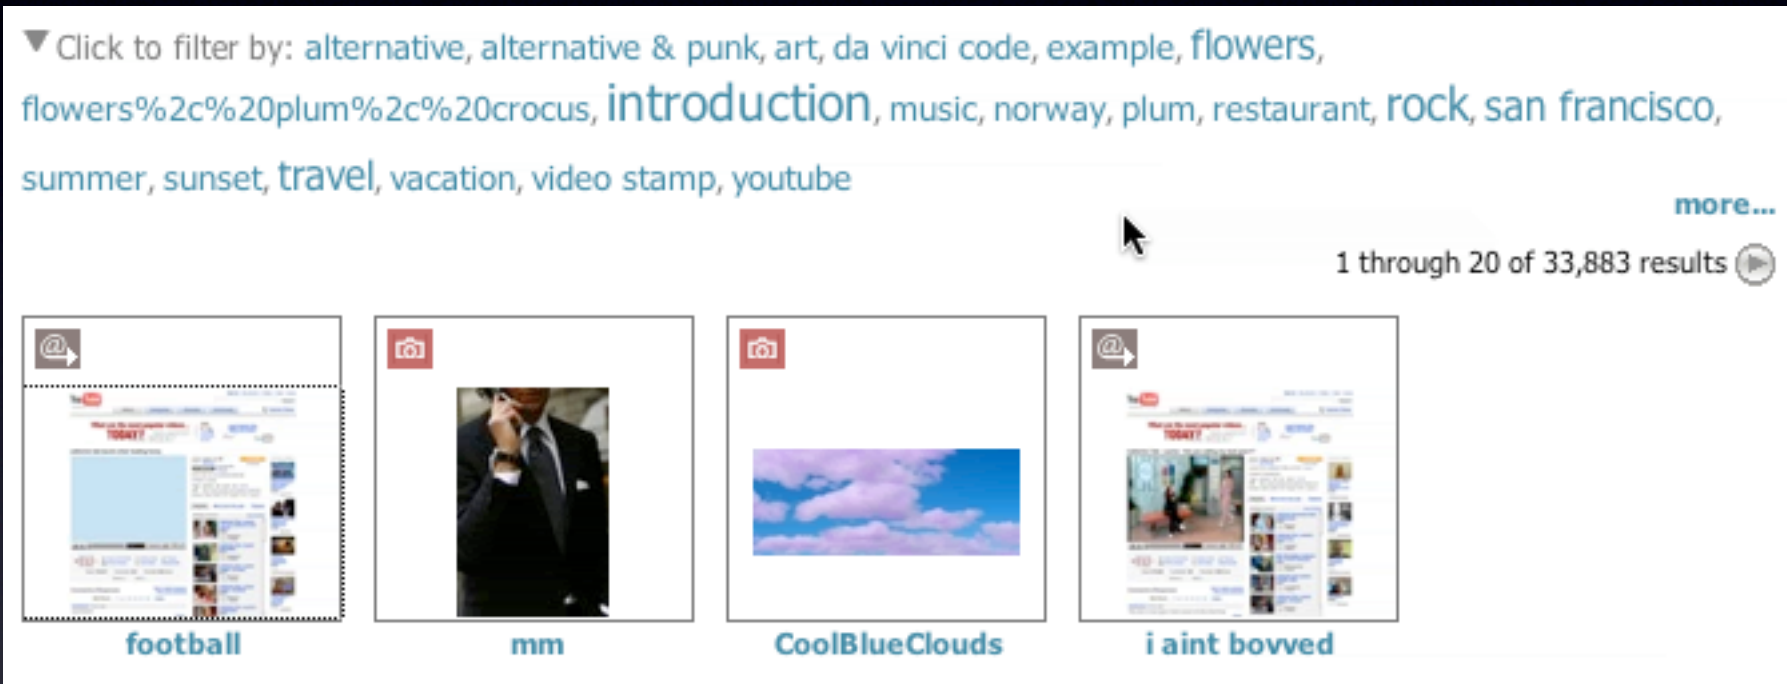 Click to filter by: alternative, alternative & punk, art, da vinci code, example, flowers,
flowers%2c%20plum%2c%20crocus, introduction, music, norway, plum, restaurant, rock, san francisco,
summer, sunset, travel, vacation, video stamp, youtube
more...
1 through 20 of 33,883 results
football
mm
CoolBlueClouds
i aint bovved